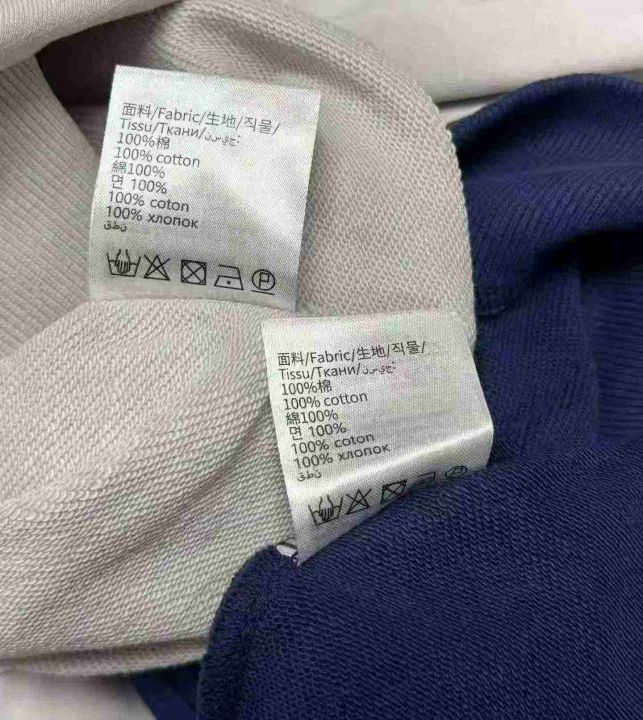 面料/Fabric/生地/직물/
Tissu/Ткани/نسيج:
100%棉
100% cotton
綿100%
면 100%
100% coton
100% хлопок
قطن
面料/Fabric/生地/직물/
Tissu/Ткани/نسيج:
100%棉
100% cotton
綿100%
면 100%
100% coton
100% хлопок
قطن